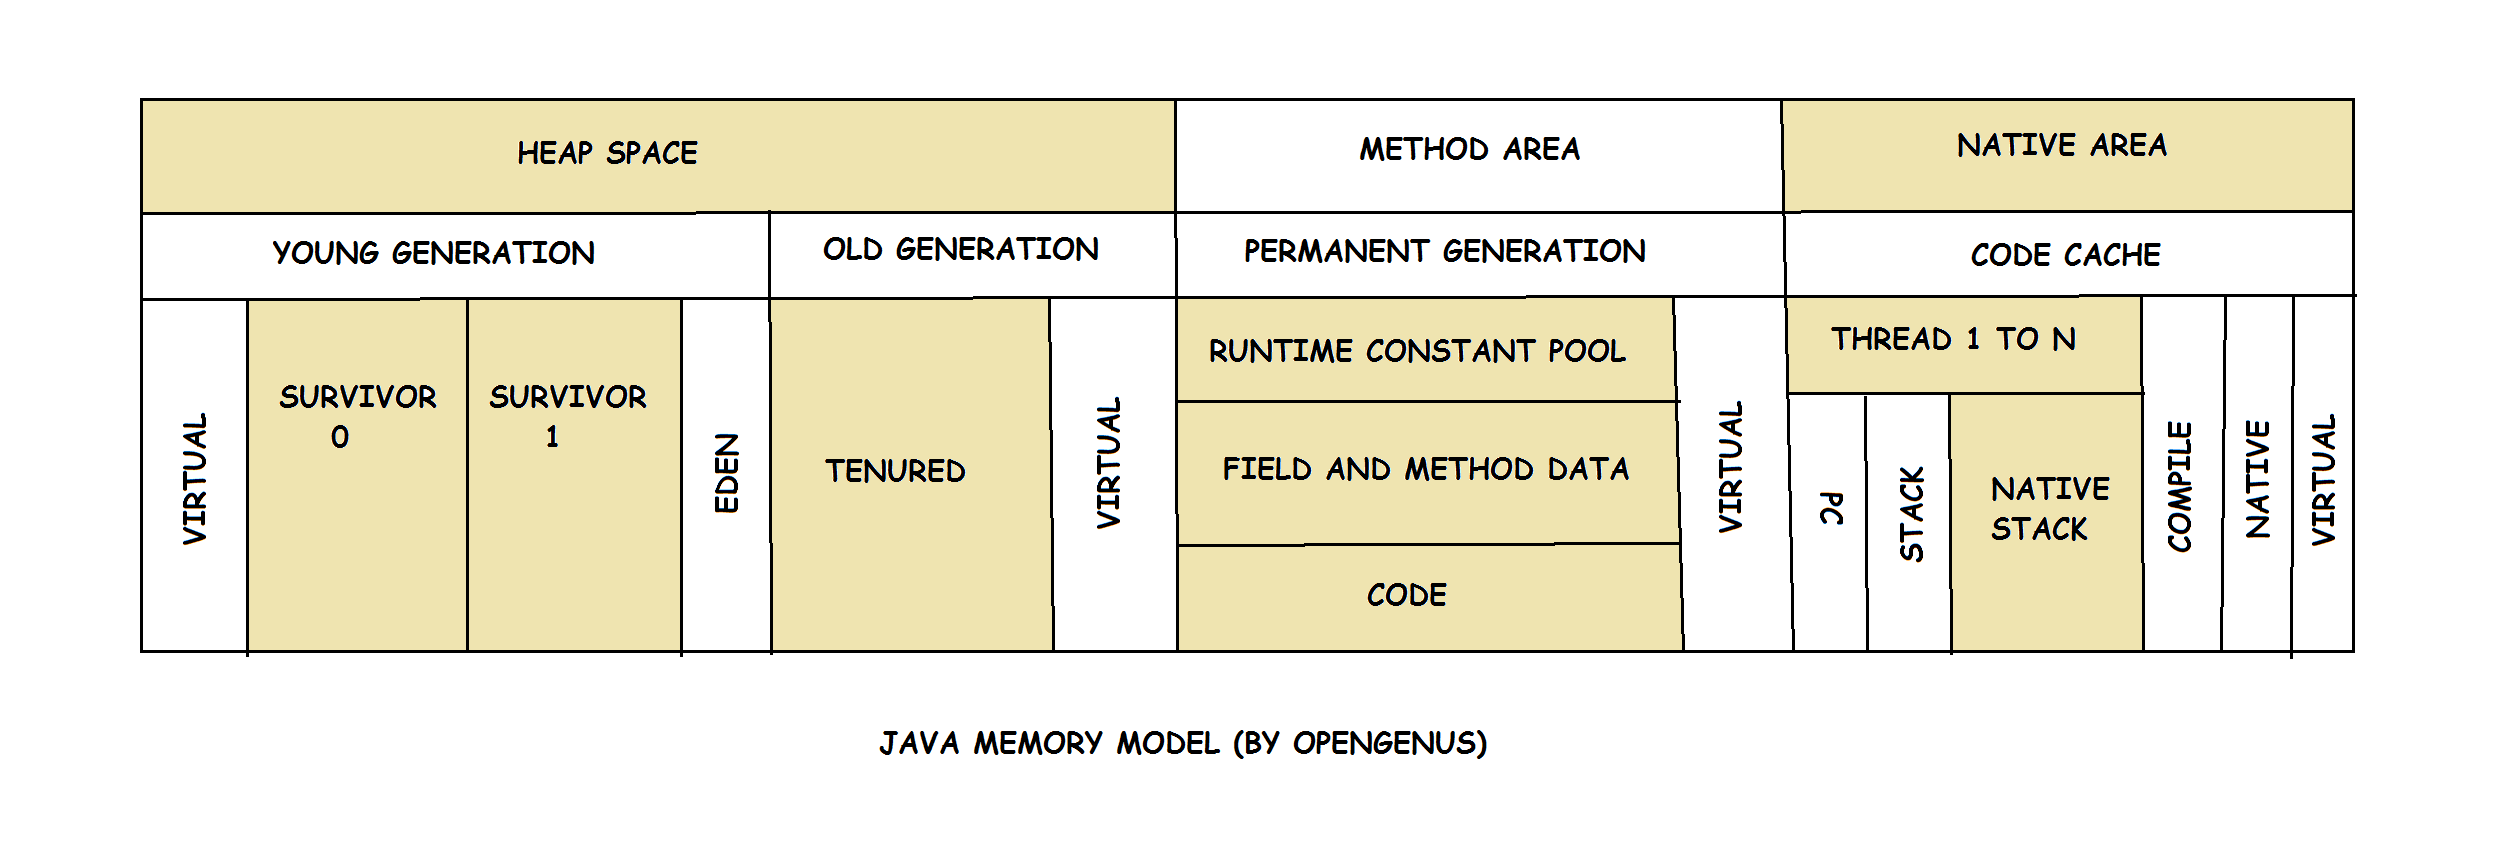 HEAP SPACE
METHOD AREA
NATIVE AREA
YOUNG GENERATION
OLD GENERATION
PERMANENT GENERATION
CODE CACHE
VIRTUAL
SURVIVOR
0
SURVIVOR
1
EDEN
TENURED
VIRTUAL
RUNTIME CONSTANT POOL
FIELD AND METHOD DATA
CODE
VIRTUAL
THREAD 1 TO N
PC
STACK
NATIVE
STACK
COMPILE
NATIVE
VIRTUAL
JAVA MEMORY MODEL (BY OPENGENUS)